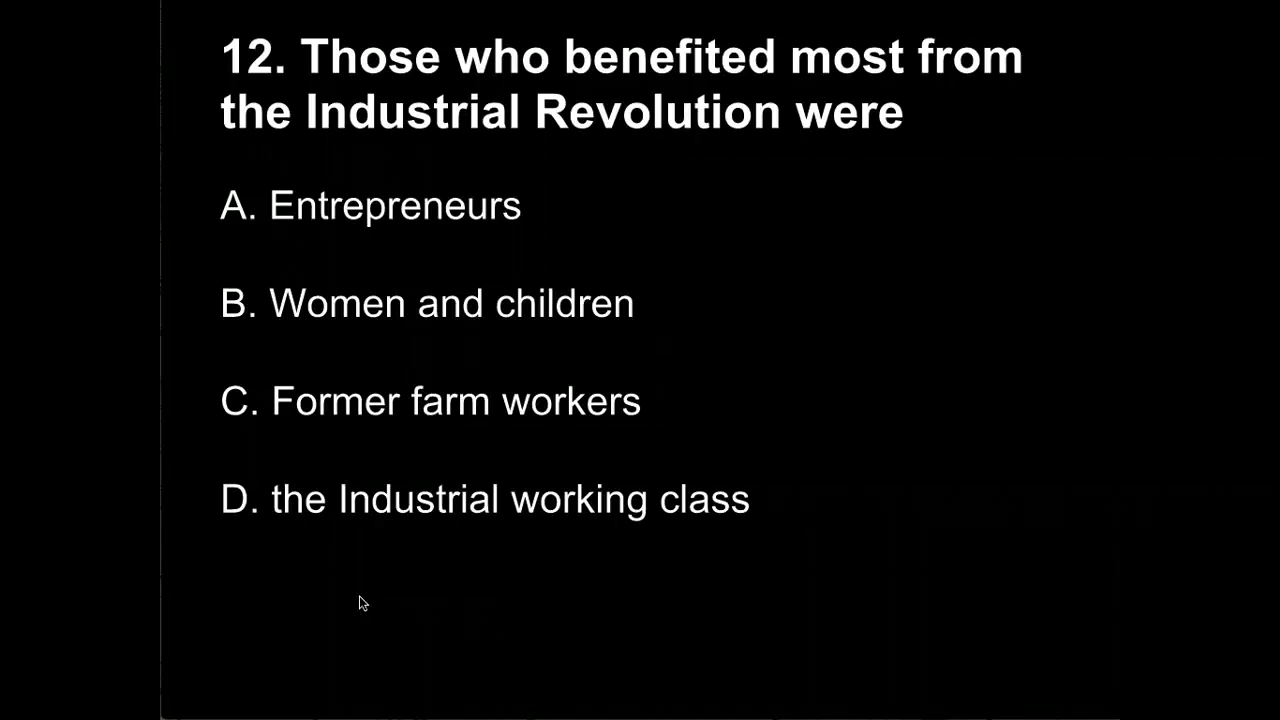 12. Those who benefited most from
the Industrial Revolution were
A. Entrepreneurs
B. Women and children
C. Former farm workers
D. the Industrial working class